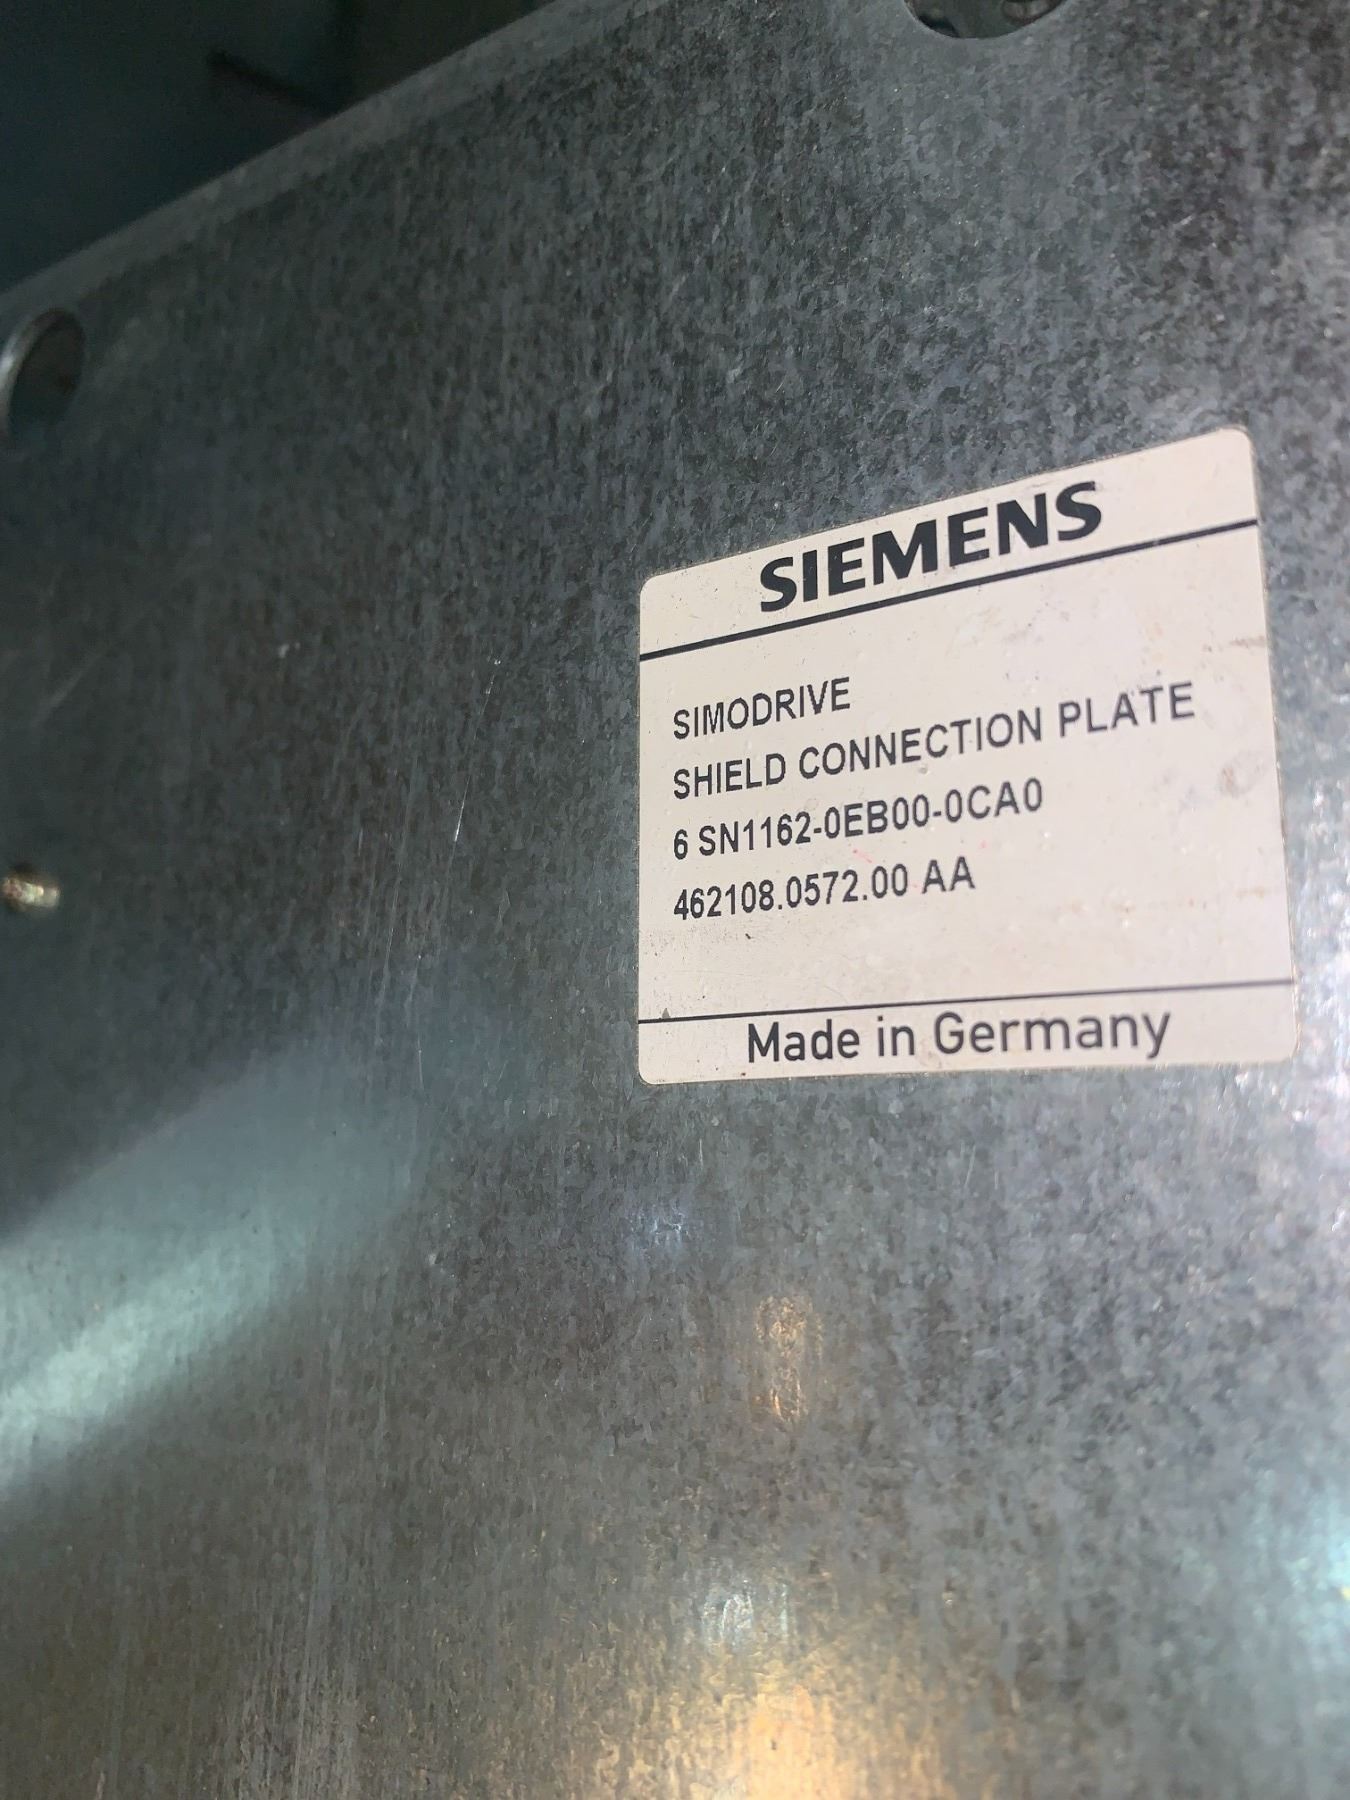 SIEMENS
SIMODRIVE
SHIELD CONNECTION PLATE
6 SN1162-0EB00-0CA0
462108.0572.00 AA
Made in Germany